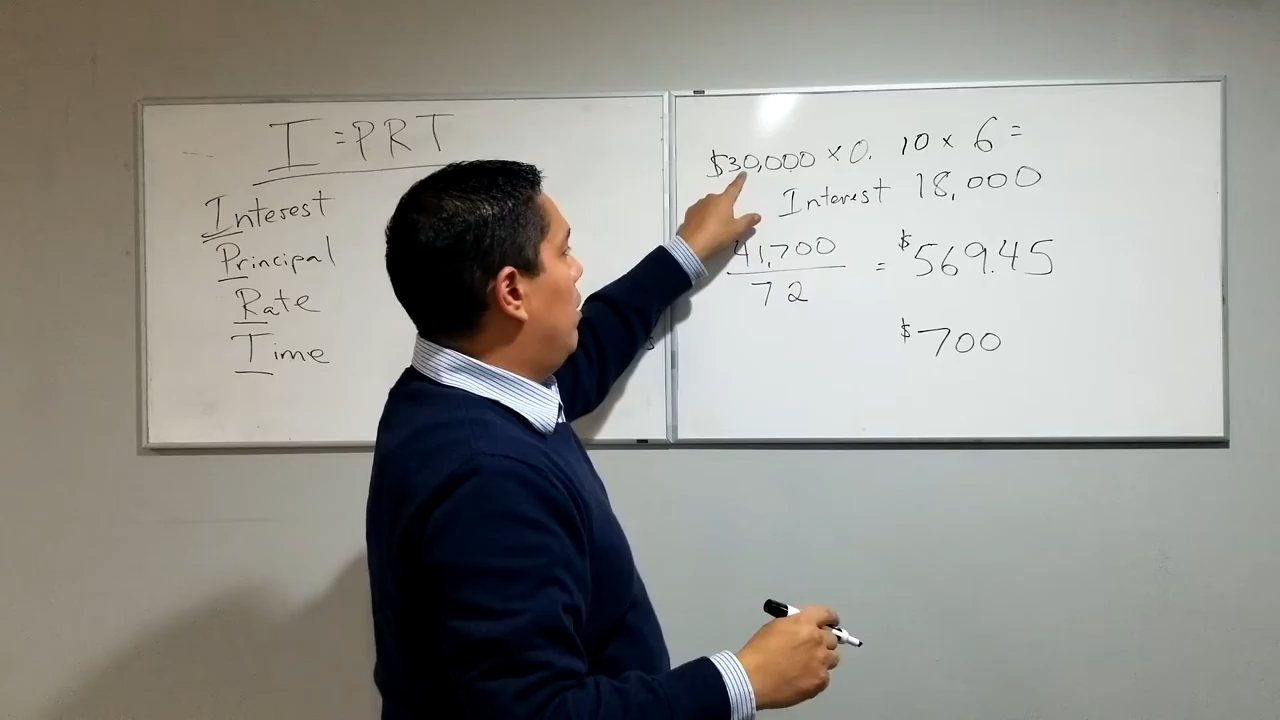 I = PRT
Interest
Principal
Rate
Time
$30,000 × 0. 10 × 6 =
Interest 18,000
41,700
72
= $569.45
$700